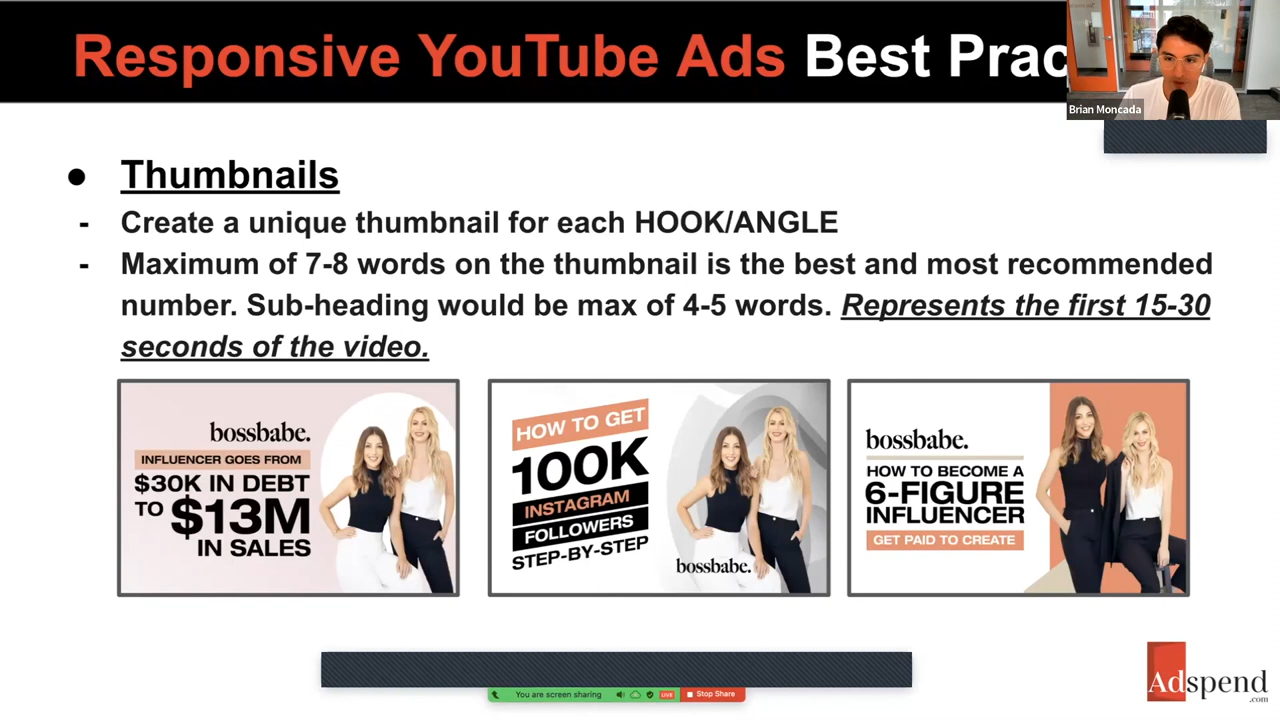 Responsive YouTube Ads Best Prac
Brian Moncada
● Thumbnails
- Create a unique thumbnail for each HOOK/ANGLE
- Maximum of 7-8 words on the thumbnail is the best and most recommended
number. Sub-heading would be max of 4-5 words. Represents the first 15-30
seconds of the video.
bossbabe.
INFLUENCER GOES FROM
$30K IN DEBT
TO $13M
IN SALES
HOW TO GET
100K
INSTAGRAM
FOLLOWERS
STEP-BY-STEP
bossbabe.
bossbabe.
HOW TO BECOME A
6-FIGURE
INFLUENCER
GET PAID TO CREATE
You are screen sharing
LIVE
Stop Share
Adspend
.com